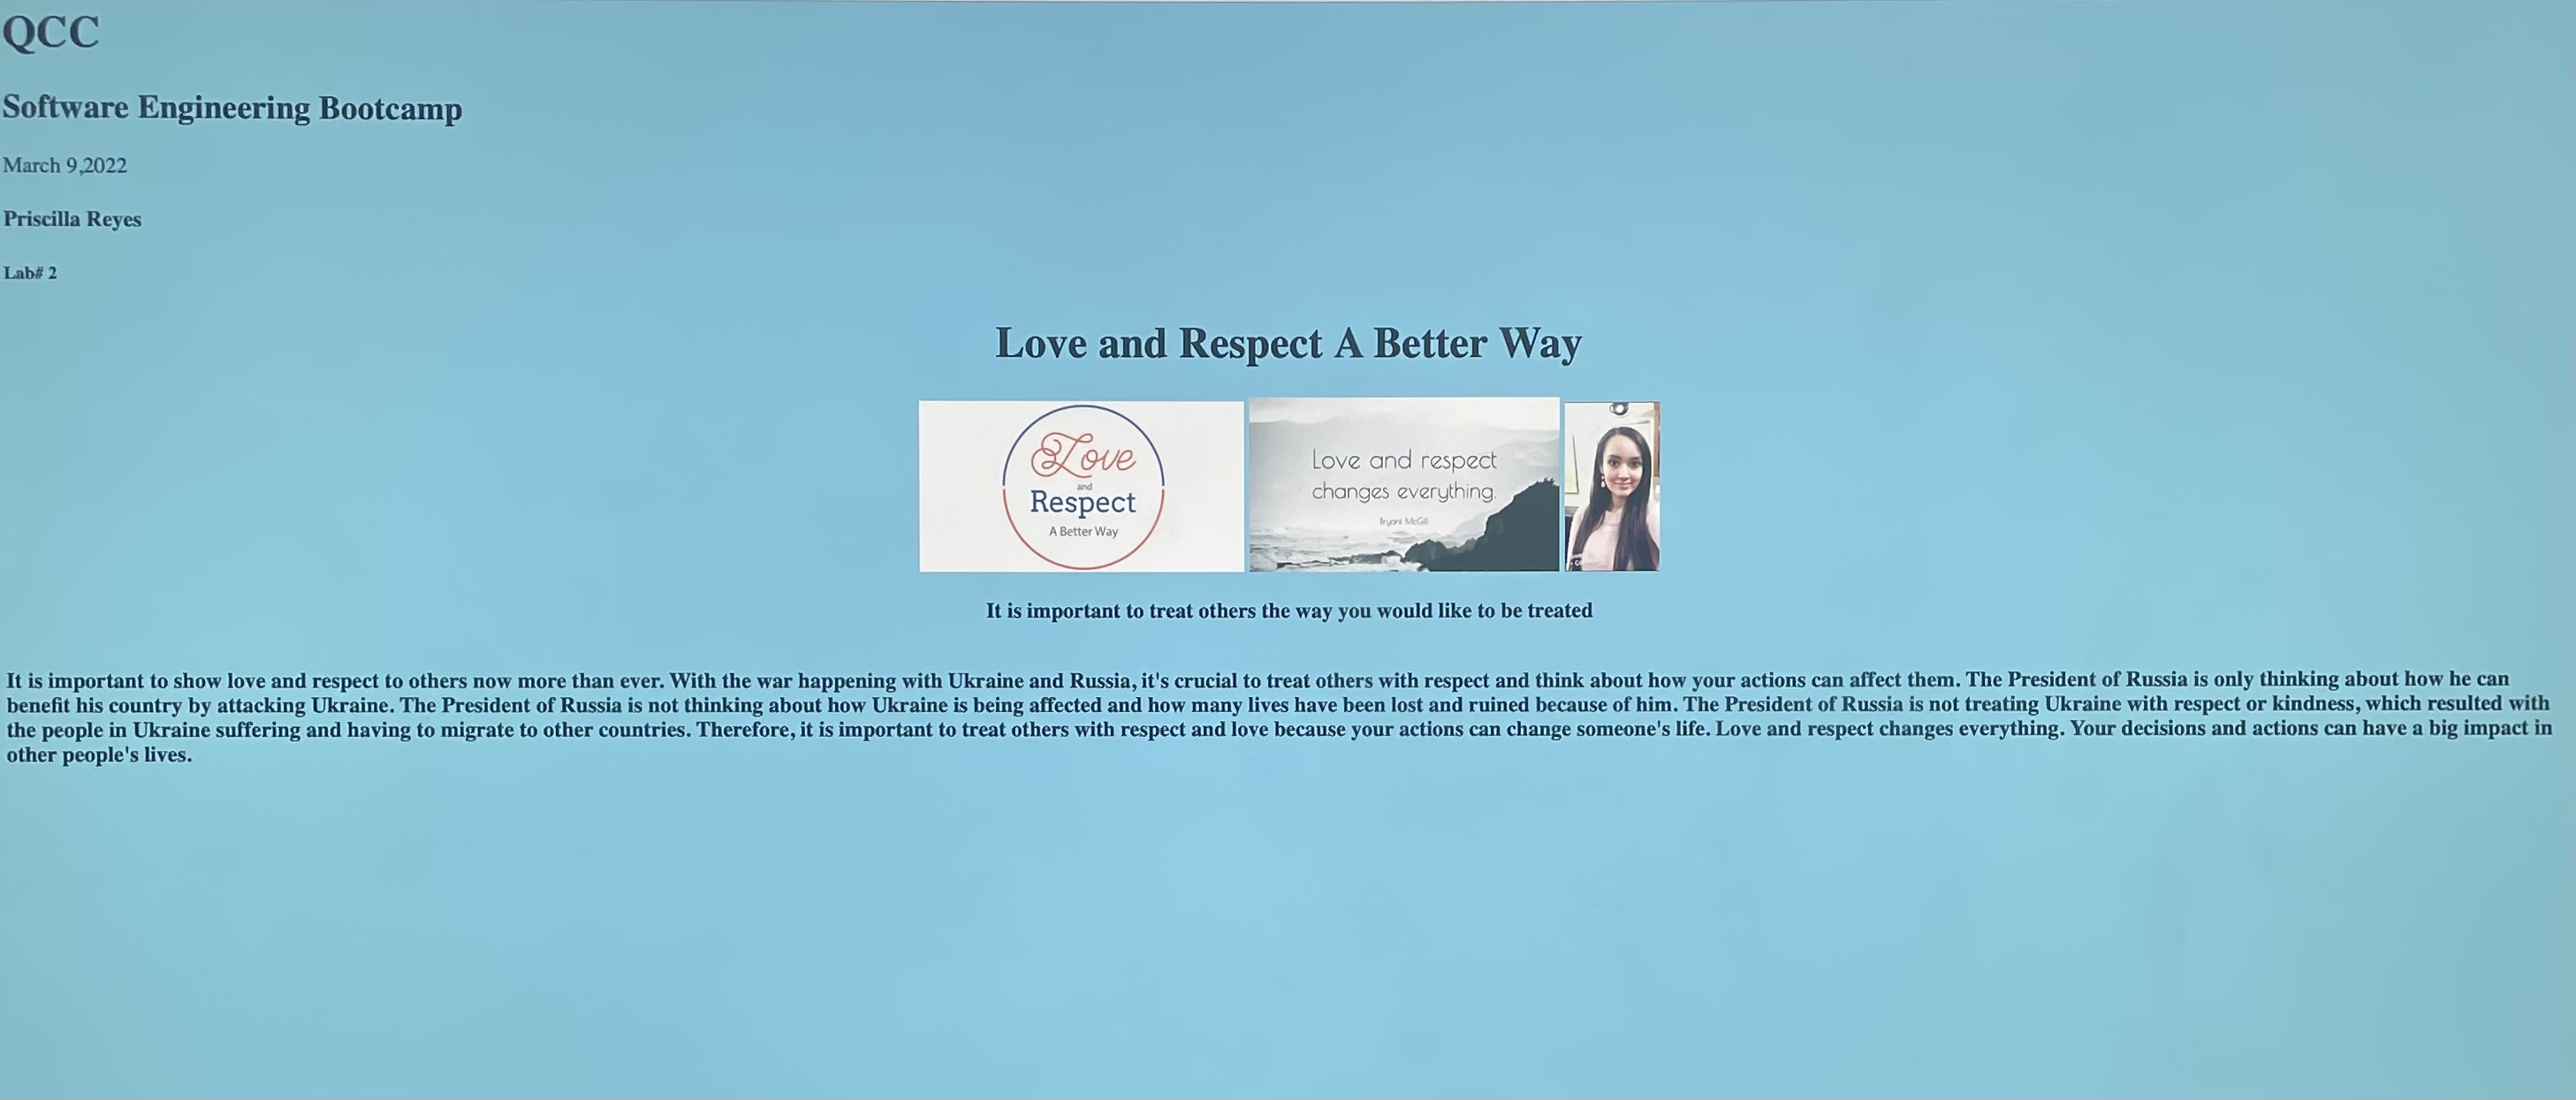 QCC
Software Engineering Bootcamp
March 9,2022
Priscilla Reyes
Lab# 2
Love and Respect A Better Way
Love
and
Respect
A Better Way
Love and respect
changes everything.
Bryant McGill
It is important to treat others the way you would like to be treated
It is important to show love and respect to others now more than ever. With the war happening with Ukraine and Russia, it's crucial to treat others with respect and think about how your actions can affect them. The President of Russia is only thinking about how he can
benefit his country by attacking Ukraine. The President of Russia is not thinking about how Ukraine is being affected and how many lives have been lost and ruined because of him. The President of Russia is not treating Ukraine with respect or kindness, which resulted with
the people in Ukraine suffering and having to migrate to other countries. Therefore, it is important to treat others with respect and love because your actions can change someone's life. Love and respect changes everything. Your decisions and actions can have a big impact in
other people's lives.